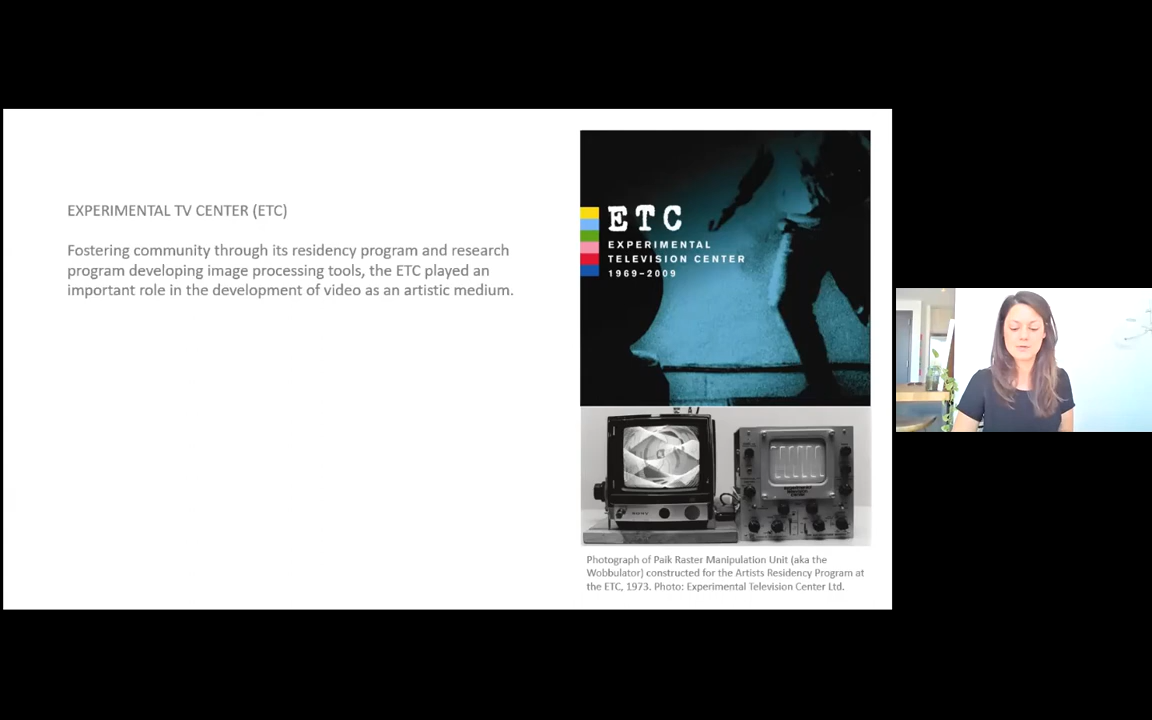 EXPERIMENTAL TV CENTER (ETC)
Fostering community through its residency program and research
program developing image processing tools, the ETC played an
important role in the development of video as an artistic medium.
ETC
EXPERIMENTAL
TELEVISION CENTER
1969–2009
SONY
Photograph of Paik Raster Manipulation Unit (aka the
Wobbulator) constructed for the Artists Residency Program at
the ETC, 1973. Photo: Experimental Television Center Ltd.